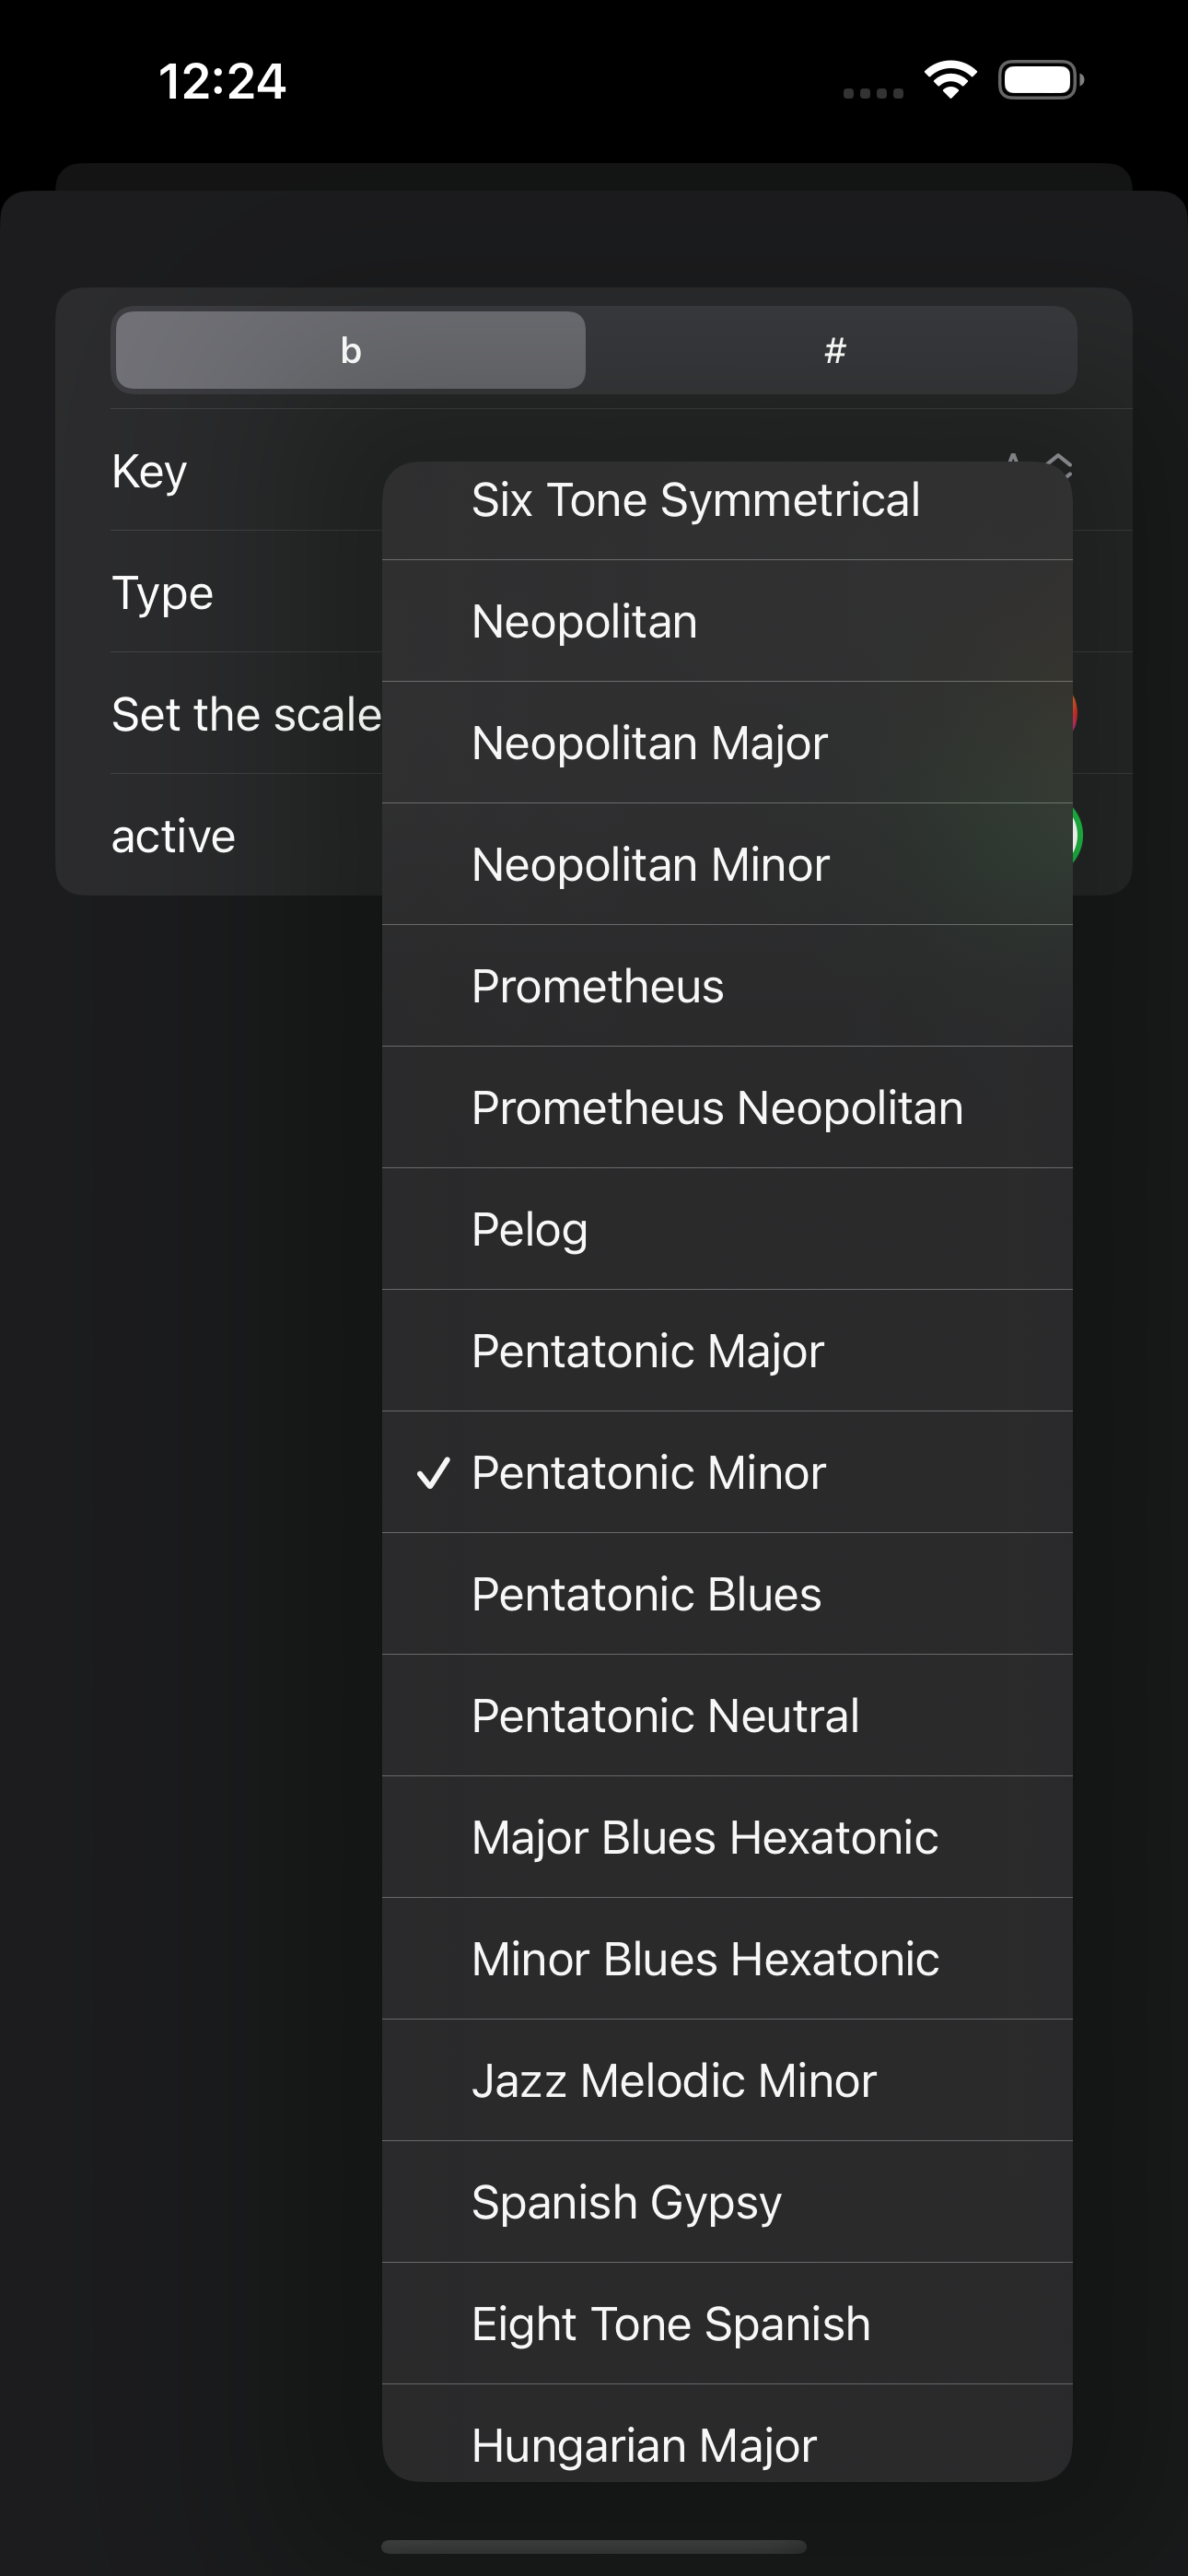 12:24
b
#
Key
Type
Set the scale
active
Six Tone Symmetrical
Neopolitan
Neopolitan Major
Neopolitan Minor
Prometheus
Prometheus Neopolitan
Pelog
Pentatonic Major
Pentatonic Minor
Pentatonic Blues
Pentatonic Neutral
Major Blues Hexatonic
Minor Blues Hexatonic
Jazz Melodic Minor
Spanish Gypsy
Eight Tone Spanish
Hungarian Major